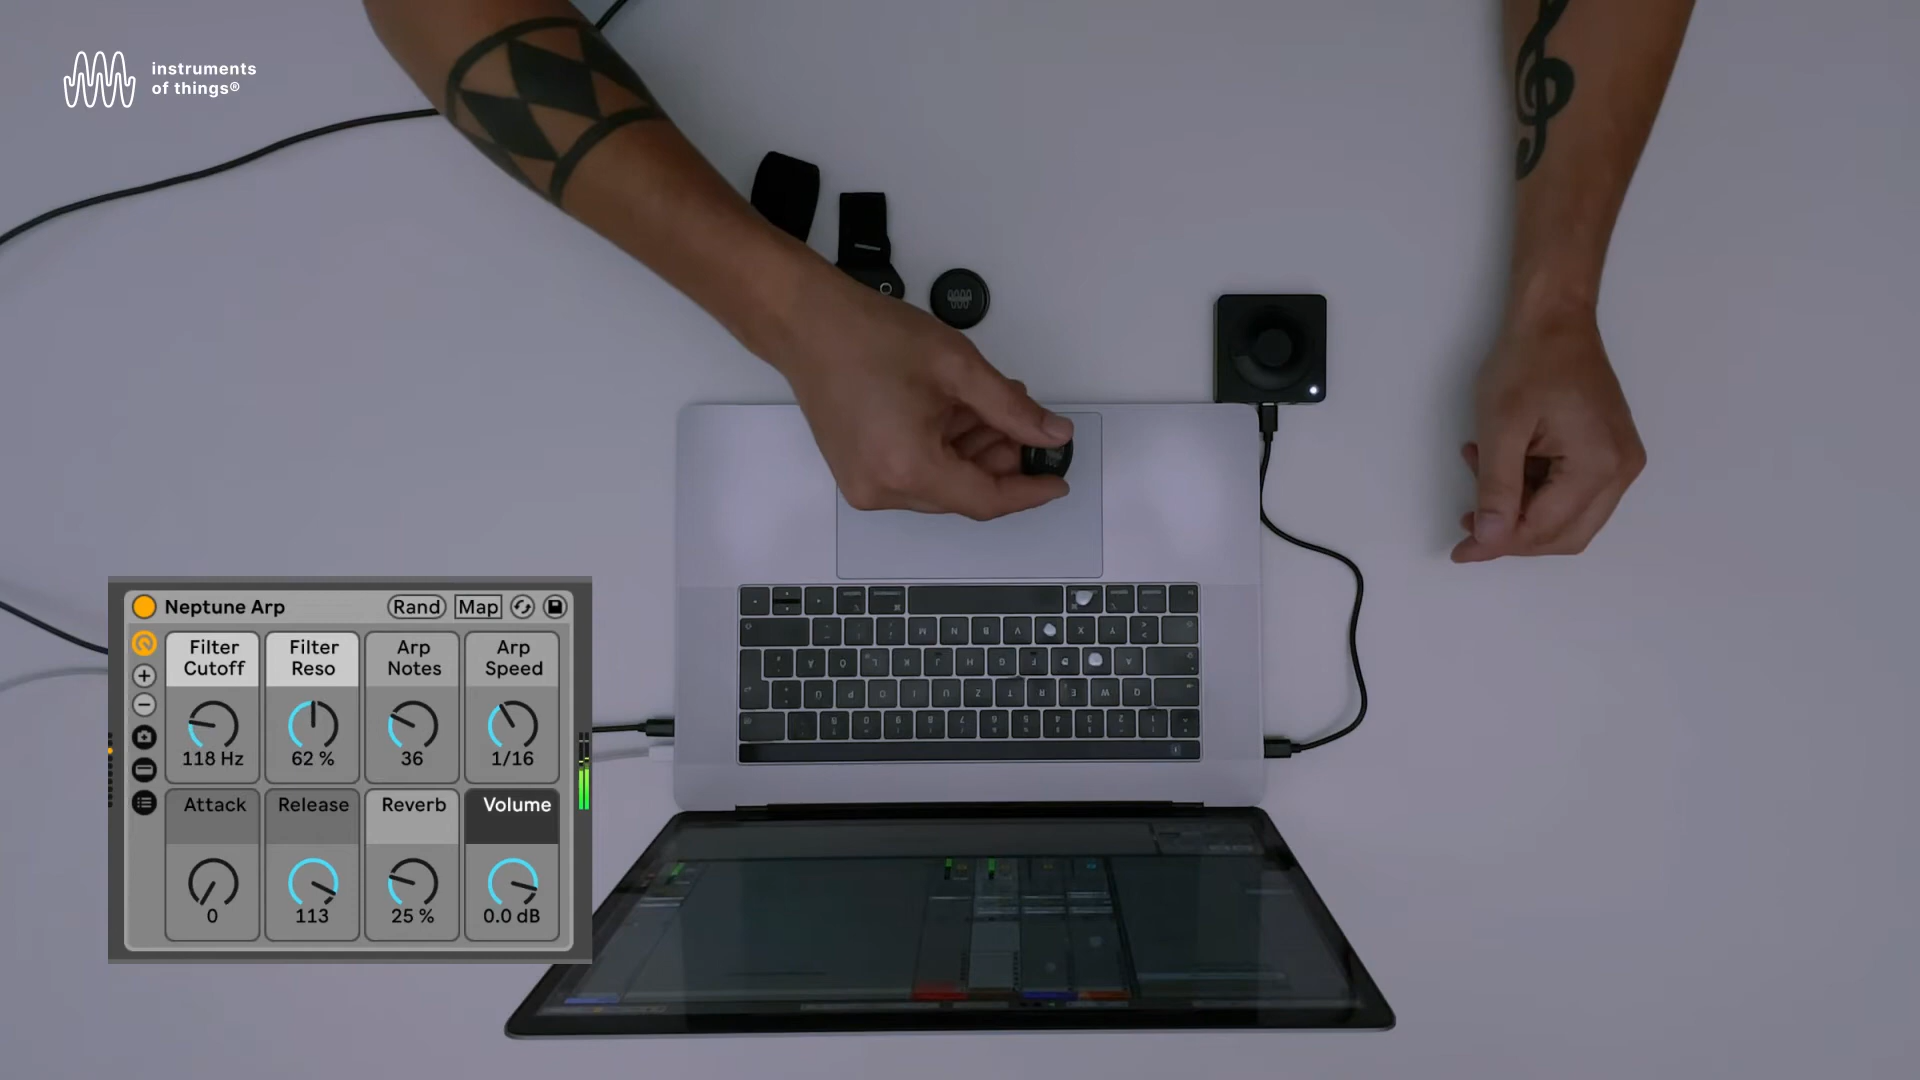 instruments
of things®
Neptune Arp
Rand
Map
Filter
Cutoff
Filter
Reso
Arp
Notes
Arp
Speed
118 Hz
62 %
36
1/16
Attack
Release
Reverb
Volume
0
113
25 %
0.0 dB